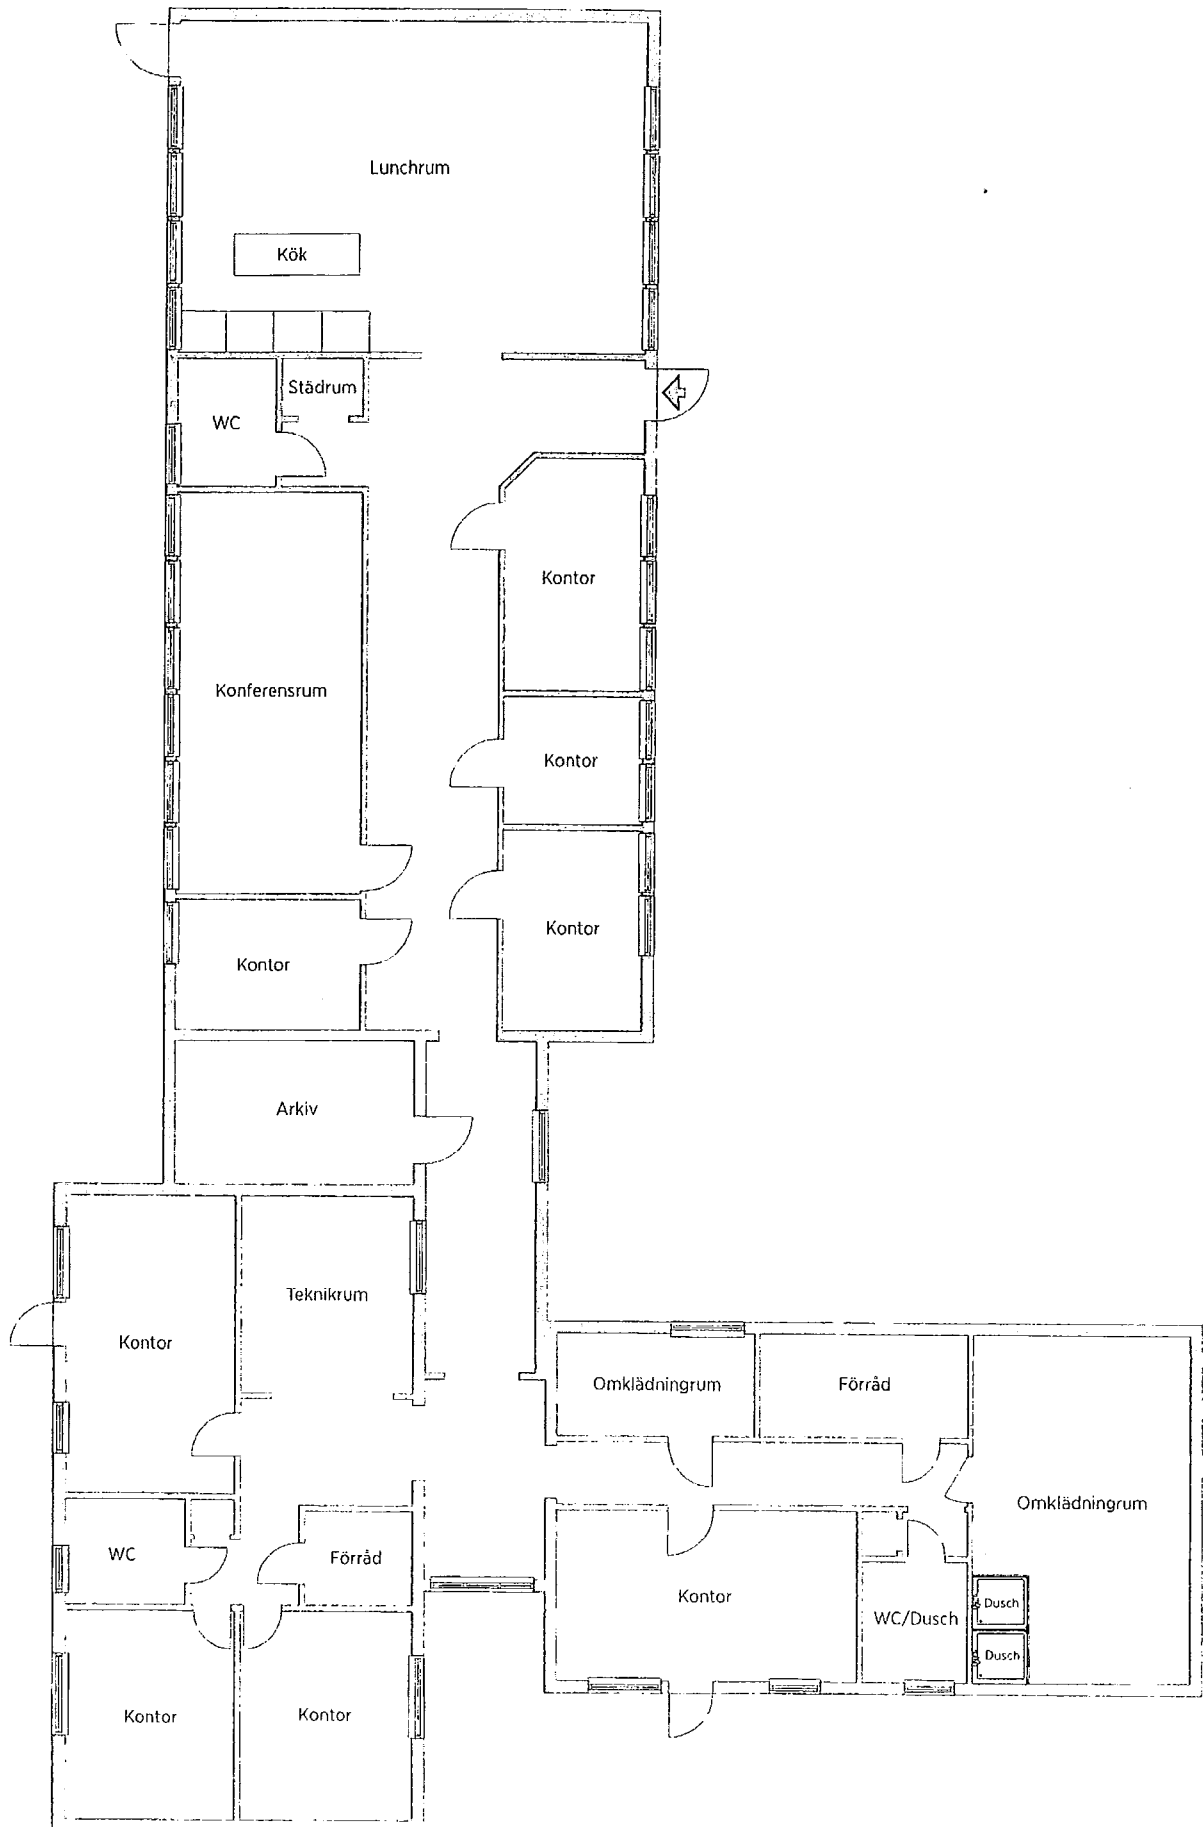 Lunchrum
Kök
Städrum
WC
Kontor
Konferensrum
Kontor
Kontor
Kontor
Arkiv
Teknikrum
Kontor
Omklädningrum
Förråd
Omklädningrum
WC
Förråd
Kontor
WC/Dusch
Dusch
Dusch
Kontor
Kontor